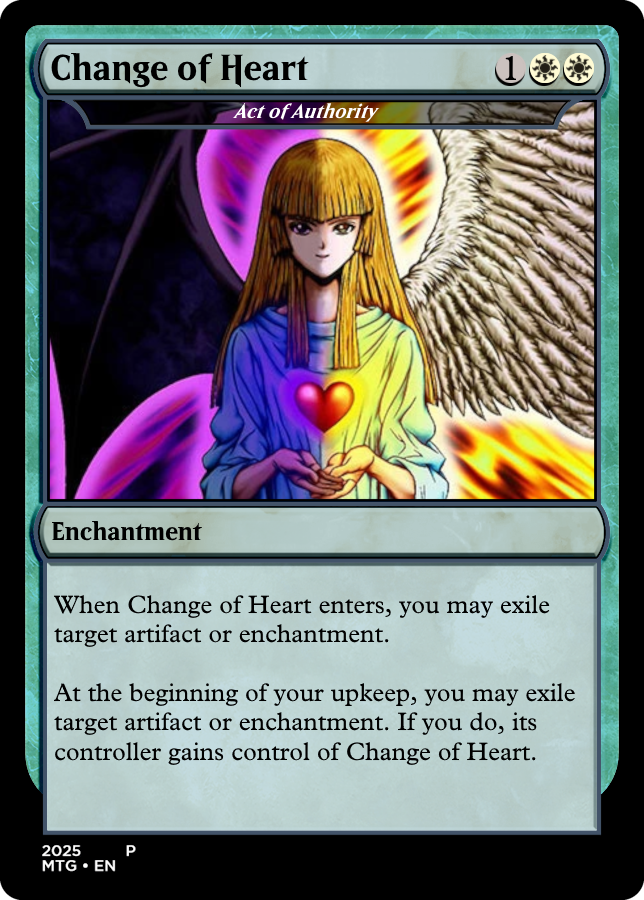 Change of Heart 1
Act of Authority
Enchantment
When Change of Heart enters, you may exile
target artifact or enchantment.
At the beginning of your upkeep, you may exile
target artifact or enchantment. If you do, its
controller gains control of Change of Heart.
2025 P
MTG • EN